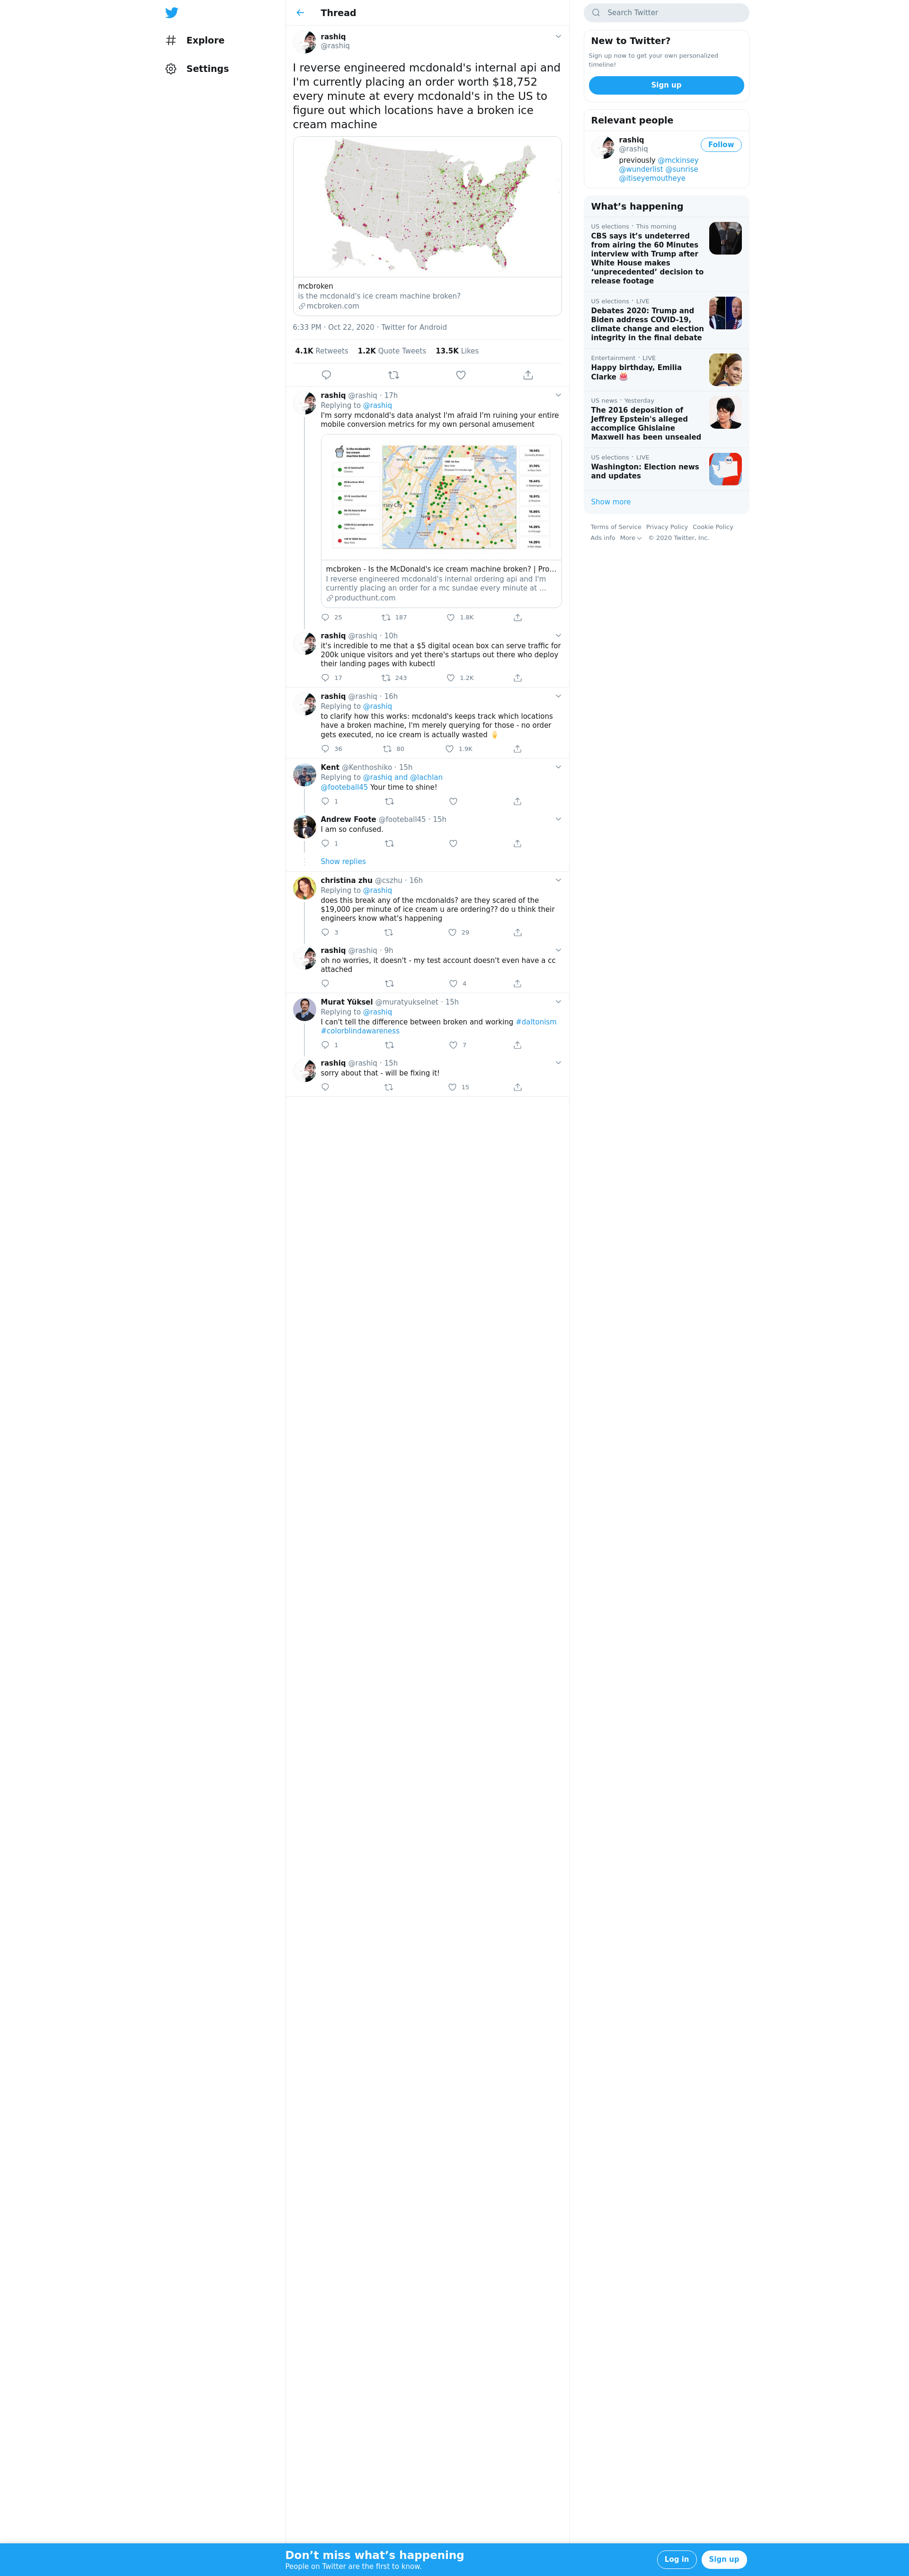 Explore
Settings
Thread
rashiq
@rashiq
I reverse engineered mcdonald's internal api and
I'm currently placing an order worth $18,752
every minute at every mcdonald's in the US to
figure out which locations have a broken ice
cream machine
mcbroken
is the mcdonald's ice cream machine broken?
mcbroken.com
6:33 PM · Oct 22, 2020 · Twitter for Android
4.1K Retweets 1.2K Quote Tweets 13.5K Likes
rashiq @rashiq · 17h
Replying to @rashiq
I'm sorry mcdonald's data analyst I'm afraid I'm ruining your entire
mobile conversion metrics for my own personal amusement
mcbroken - Is the McDonald's ice cream machine broken? | Pro…
I reverse engineered mcdonald's internal ordering api and I'm
currently placing an order for a mc sundae every minute at …
producthunt.com
25 187 1.8K
rashiq @rashiq · 10h
it's incredible to me that a $5 digital ocean box can serve traffic for
200k unique visitors and yet there's startups out there who deploy
their landing pages with kubectl
17 243 1.2K
rashiq @rashiq · 16h
Replying to @rashiq
to clarify how this works: mcdonald's keeps track which locations
have a broken machine, I'm merely querying for those - no order
gets executed, no ice cream is actually wasted 🍦
36 80 1.9K
Kent @Kenthoshiko · 15h
Replying to @rashiq and @lachlan
@footeball45 Your time to shine!
1
Andrew Foote @footeball45 · 15h
I am so confused.
1
Show replies
christina zhu @cszhu · 16h
Replying to @rashiq
does this break any of the mcdonalds? are they scared of the
$19,000 per minute of ice cream u are ordering?? do u think their
engineers know what's happening
3 29
rashiq @rashiq · 9h
oh no worries, it doesn't - my test account doesn't even have a cc
attached
4
Murat Yüksel @muratyukselnet · 15h
Replying to @rashiq
I can't tell the difference between broken and working #daltonism
#colorblindawareness
1 7
rashiq @rashiq · 15h
sorry about that - will be fixing it!
15
Search Twitter
New to Twitter?
Sign up now to get your own personalized
timeline!
Sign up
Relevant people
rashiq
@rashiq
Follow
previously @mckinsey
@wunderlist @sunrise
@itiseyemoutheye
What's happening
US elections · This morning
CBS says it's undeterred
from airing the 60 Minutes
interview with Trump after
White House makes
'unprecedented' decision to
release footage
US elections · LIVE
Debates 2020: Trump and
Biden address COVID-19,
climate change and election
integrity in the final debate
Entertainment · LIVE
Happy birthday, Emilia
Clarke 🎂
US news · Yesterday
The 2016 deposition of
Jeffrey Epstein's alleged
accomplice Ghislaine
Maxwell has been unsealed
US elections · LIVE
Washington: Election news
and updates
Show more
Terms of Service Privacy Policy Cookie Policy
Ads info More © 2020 Twitter, Inc.
Don't miss what's happening
People on Twitter are the first to know.
Log in
Sign up